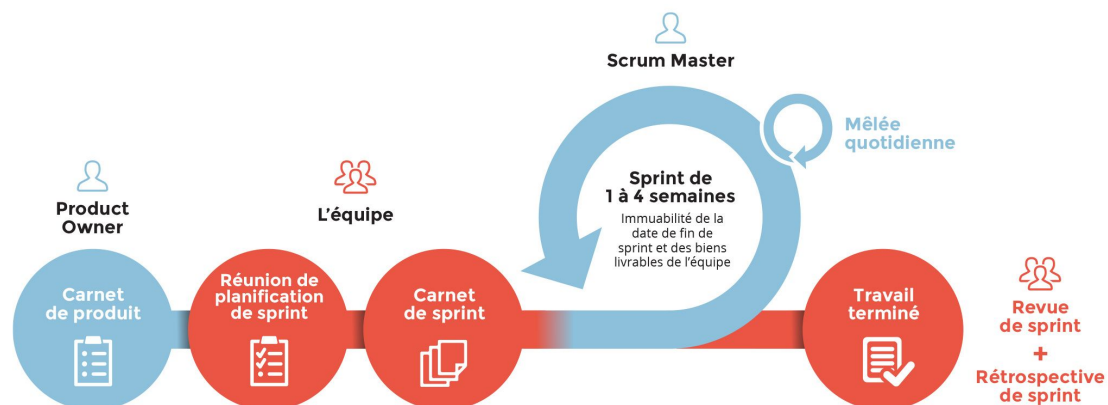 Scrum Master
Mêlée
quotidienne
Sprint de
1 à 4 semaines
Immuabilité de la
date de fin de
sprint et des biens
livrables de l'équipe
Product
Owner
L'équipe
Carnet
de produit
Réunion de
planification
de sprint
Carnet
de sprint
Travail
terminé
Revue
de sprint
+
Rétrospective
de sprint